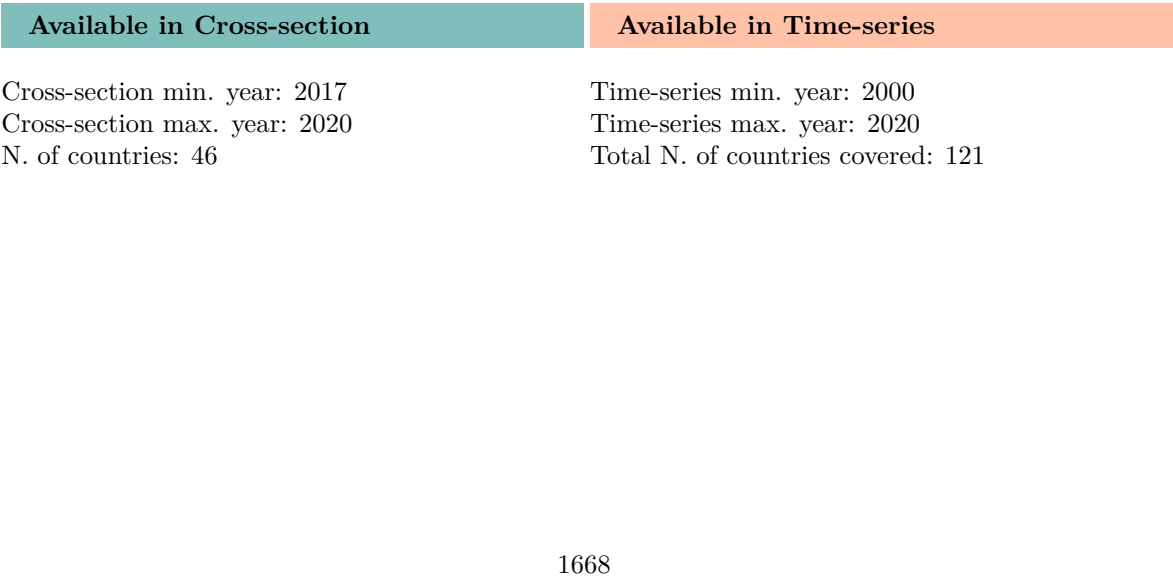 Available in Cross-section
Cross-section min. year: 2017
Cross-section max. year: 2020
N. of countries: 46
Available in Time-series
Time-series min. year: 2000
Time-series max. year: 2020
Total N. of countries covered: 121
1668